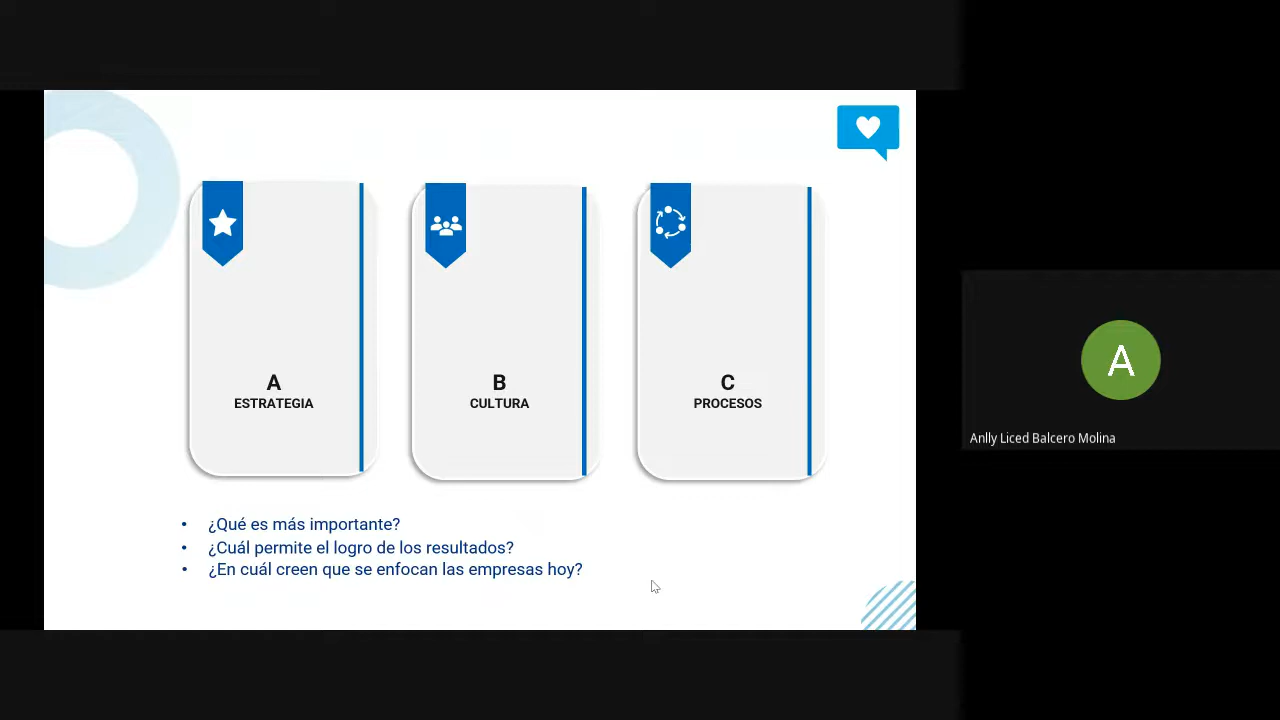 A
ESTRATEGIA
B
CULTURA
C
PROCESOS
• ¿Qué es más importante?
• ¿Cuál permite el logro de los resultados?
• ¿En cuál creen que se enfocan las empresas hoy?
A
Anlly Liced Balcero Molina